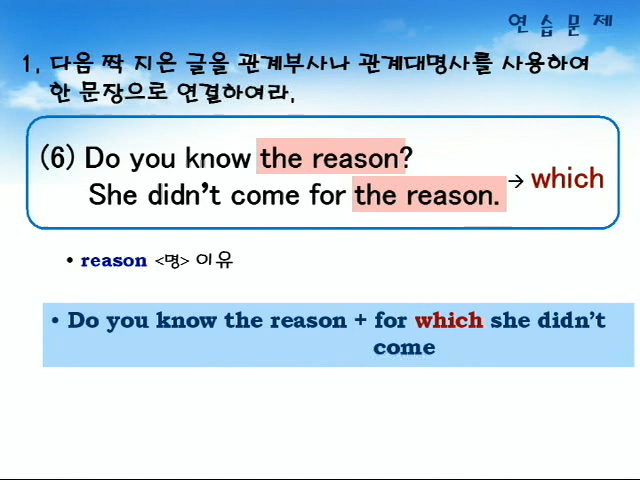 연 습 문 제
1. 다음 짝 지은 글을 관계부사나 관계대명사를 사용하여
한 문장으로 연결하여라.
(6) Do you know the reason?
She didn't come for the reason.
→ which
• reason <명> 이유
• Do you know the reason + for which she didn't
come